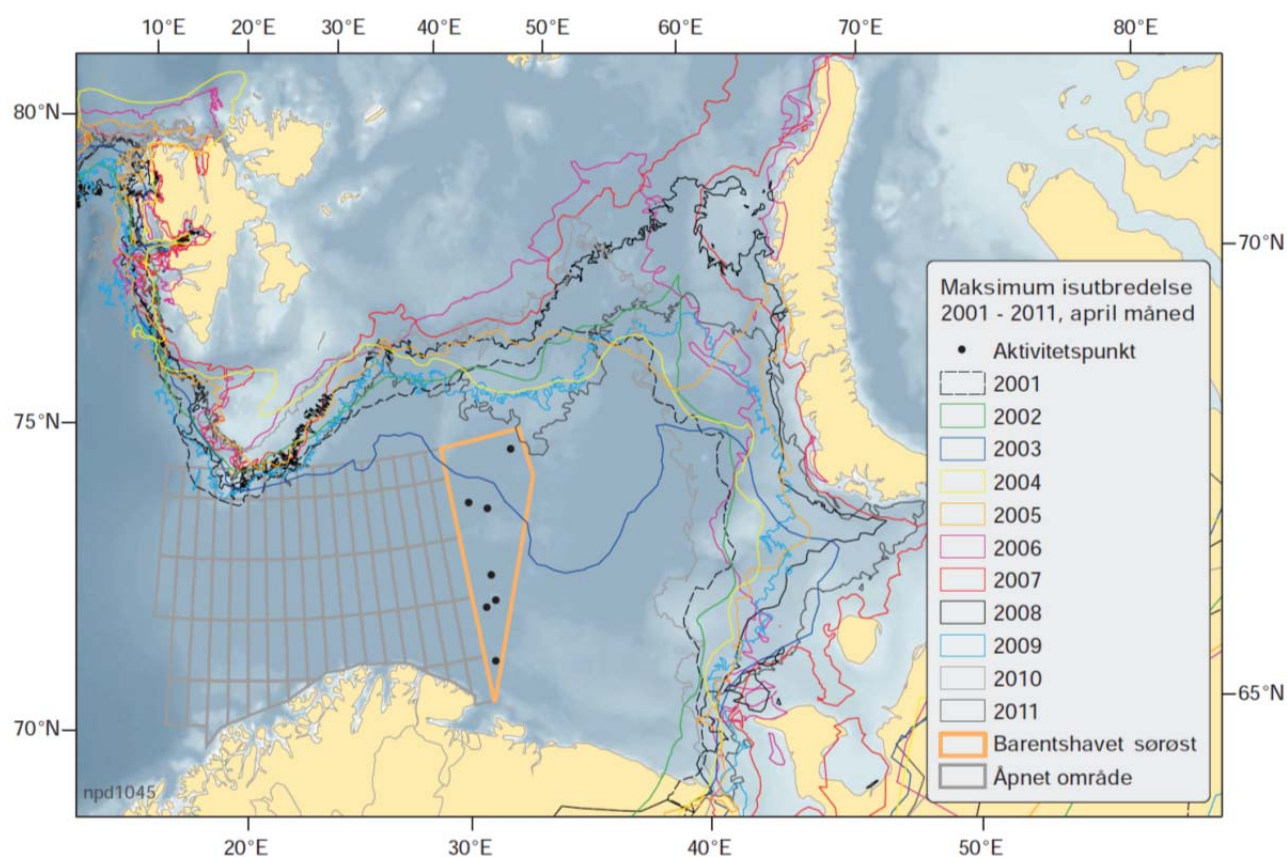 10°E 20°E 30°E 40°E 50°E 60°E 70°E 80°E
80°N
70°N
75°N
65°N
70°N
Maksimum isutbredelse
2001 - 2011, april måned
Aktivitetspunkt
2001
2002
2003
2004
2005
2006
2007
2008
2009
2010
2011
Barentshavet sørøst
Åpnet område
npd1045
20°E 30°E 40°E 50°E